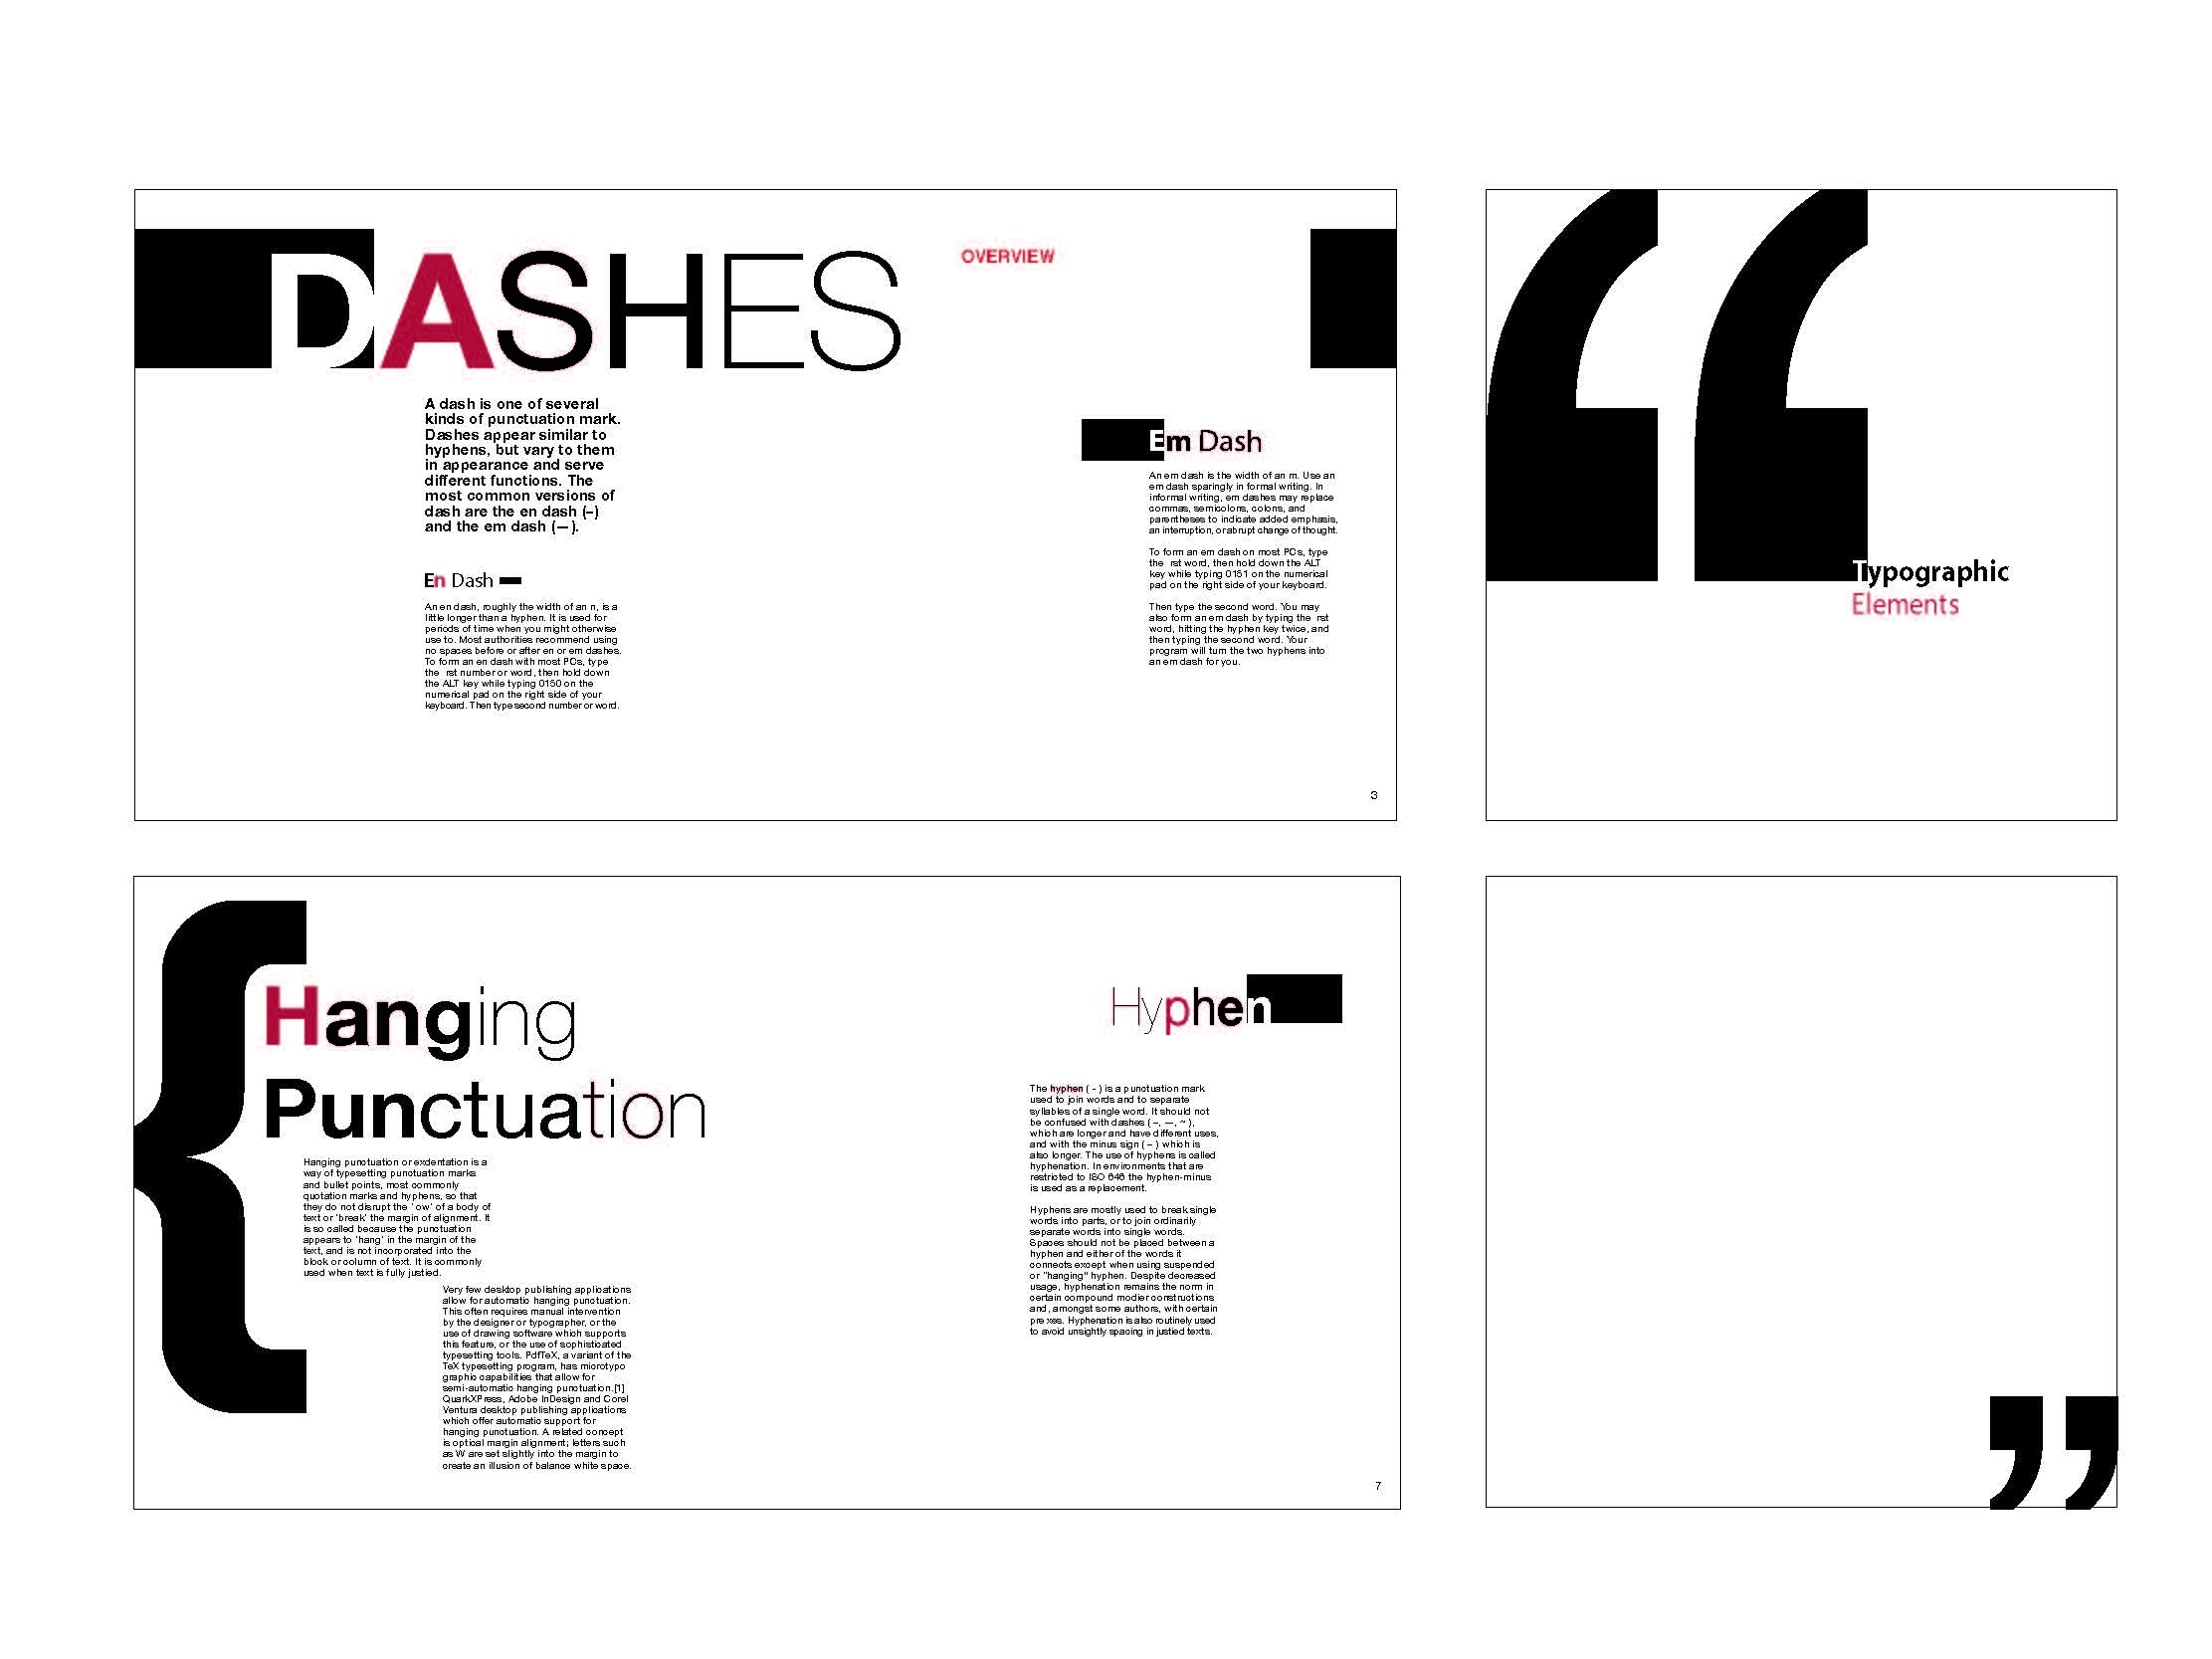 DASHES
OVERVIEW
A dash is one of several
kinds of punctuation mark.
Dashes appear similar to
hyphens, but vary to them
in appearance and serve
different functions. The
most common versions of
dash are the en dash (–)
and the em dash (—).
En Dash
An en dash, roughly the width of an n, is a
little longer than a hyphen. It is used for
periods of time when you might otherwise
use to. Most authorities recommend using
no spaces before or after en or em dashes.
To form an en dash with most PCs, type
the rst number or word, then hold down
the ALT key while typing 0150 on the
numerical pad on the right side of your
keyboard. Then type second number or word.
Em Dash
An em dash is the width of an m. Use an
em dash sparingly in formal writing. In
informal writing, em dashes may replace
commas, semicolons, colons, and
parentheses to indicate added emphasis,
an interruption, or abrupt change of thought.
To form an em dash on most PCs, type
the rst word, then hold down the ALT
key while typing 0151 on the numerical
pad on the right side of your keyboard.
Then type the second word. You may
also form an em dash by typing the rst
word, hitting the hyphen key twice, and
then typing the second word. Your
program will turn the two hyphens into
an em dash for you.
3
“
Typographic
Elements
{
Hanging
Punctuation
Hanging punctuation or exdentation is a
way of typesetting punctuation marks
and bullet points, most commonly
quotation marks and hyphens, so that
they do not disrupt the ‘ ow’ of a body of
text or ‘break’ the margin of alignment. It
is so called because the punctuation
appears to ‘hang’ in the margin of the
text, and is not incorporated into the
block or column of text. It is commonly
used when text is fully justied.
Very few desktop publishing applications
allow for automatic hanging punctuation.
This often requires manual intervention
by the designer or typographer, or the
use of drawing software which supports
this feature, or the use of sophisticated
typesetting tools. PdfTeX, a variant of the
TeX typesetting program, has microtypo
graphic capabilities that allow for
semi-automatic hanging punctuation.[1]
QuarkXPress, Adobe InDesign and Corel
Ventura desktop publishing applications
which offer automatic support for
hanging punctuation. A related concept
is optical margin alignment; letters such
as W are set slightly into the margin to
create an illusion of balance white space.
Hyphen
The hyphen ( - ) is a punctuation mark
used to join words and to separate
syllables of a single word. It should not
be confused with dashes ( –, —, ~ ),
which are longer and have different uses,
and with the minus sign ( – ) which is
also longer. The use of hyphens is called
hyphenation. In environments that are
restricted to ISO 646 the hyphen-minus
is used as a replacement.
Hyphens are mostly used to break single
words into parts, or to join ordinarily
separate words into single words.
Spaces should not be placed between a
hyphen and either of the words it
connects except when using suspended
or "hanging" hyphen. Despite decreased
usage, hyphenation remains the norm in
certain compound modier constructions
and, amongst some authors, with certain
pre xes. Hyphenation is also routinely used
to avoid unsightly spacing in justied texts.
7
”